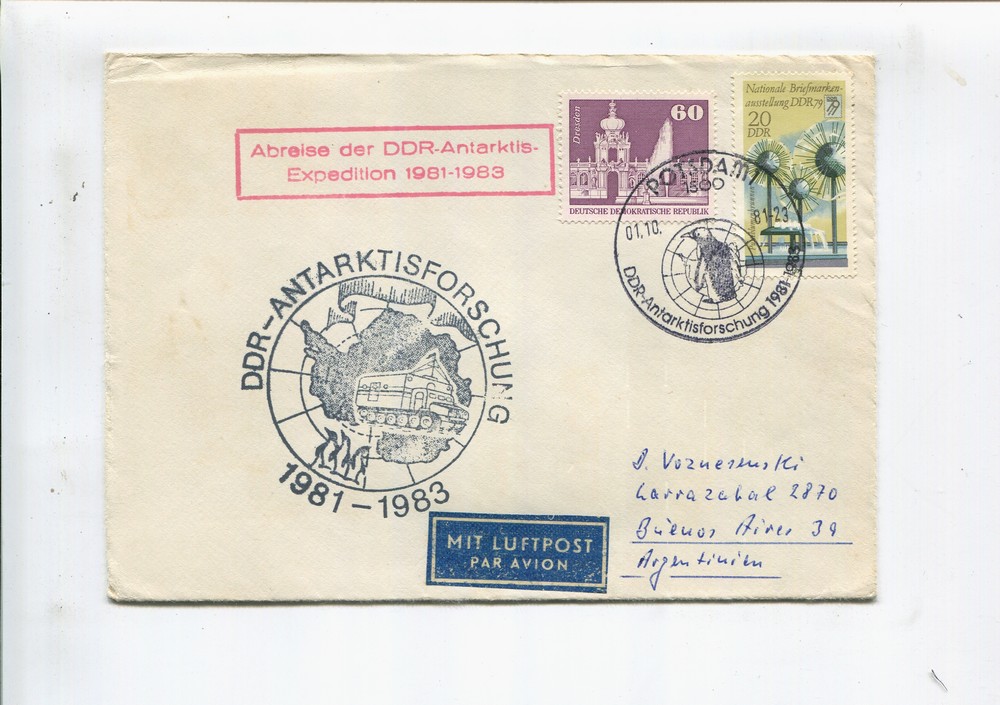 Abreise der DDR-Antarktis-
Expedition 1981-1983
Dresden
60
DEUTSCHE DEMOKRATISCHE REPUBLIK
Nationale Briefmarken-
ausstellung DDR79
20
DDR
POTSDAM 1
1500
01.10. 81-23
DDR-Antarktisforschung 1981-1983
DDR-ANTARKTISFORSCHUNG
1981-1983
MIT LUFTPOST
PAR AVION
D. Voznesenski
Larrazabal 2870
Buenos Aires 39
Argentinien